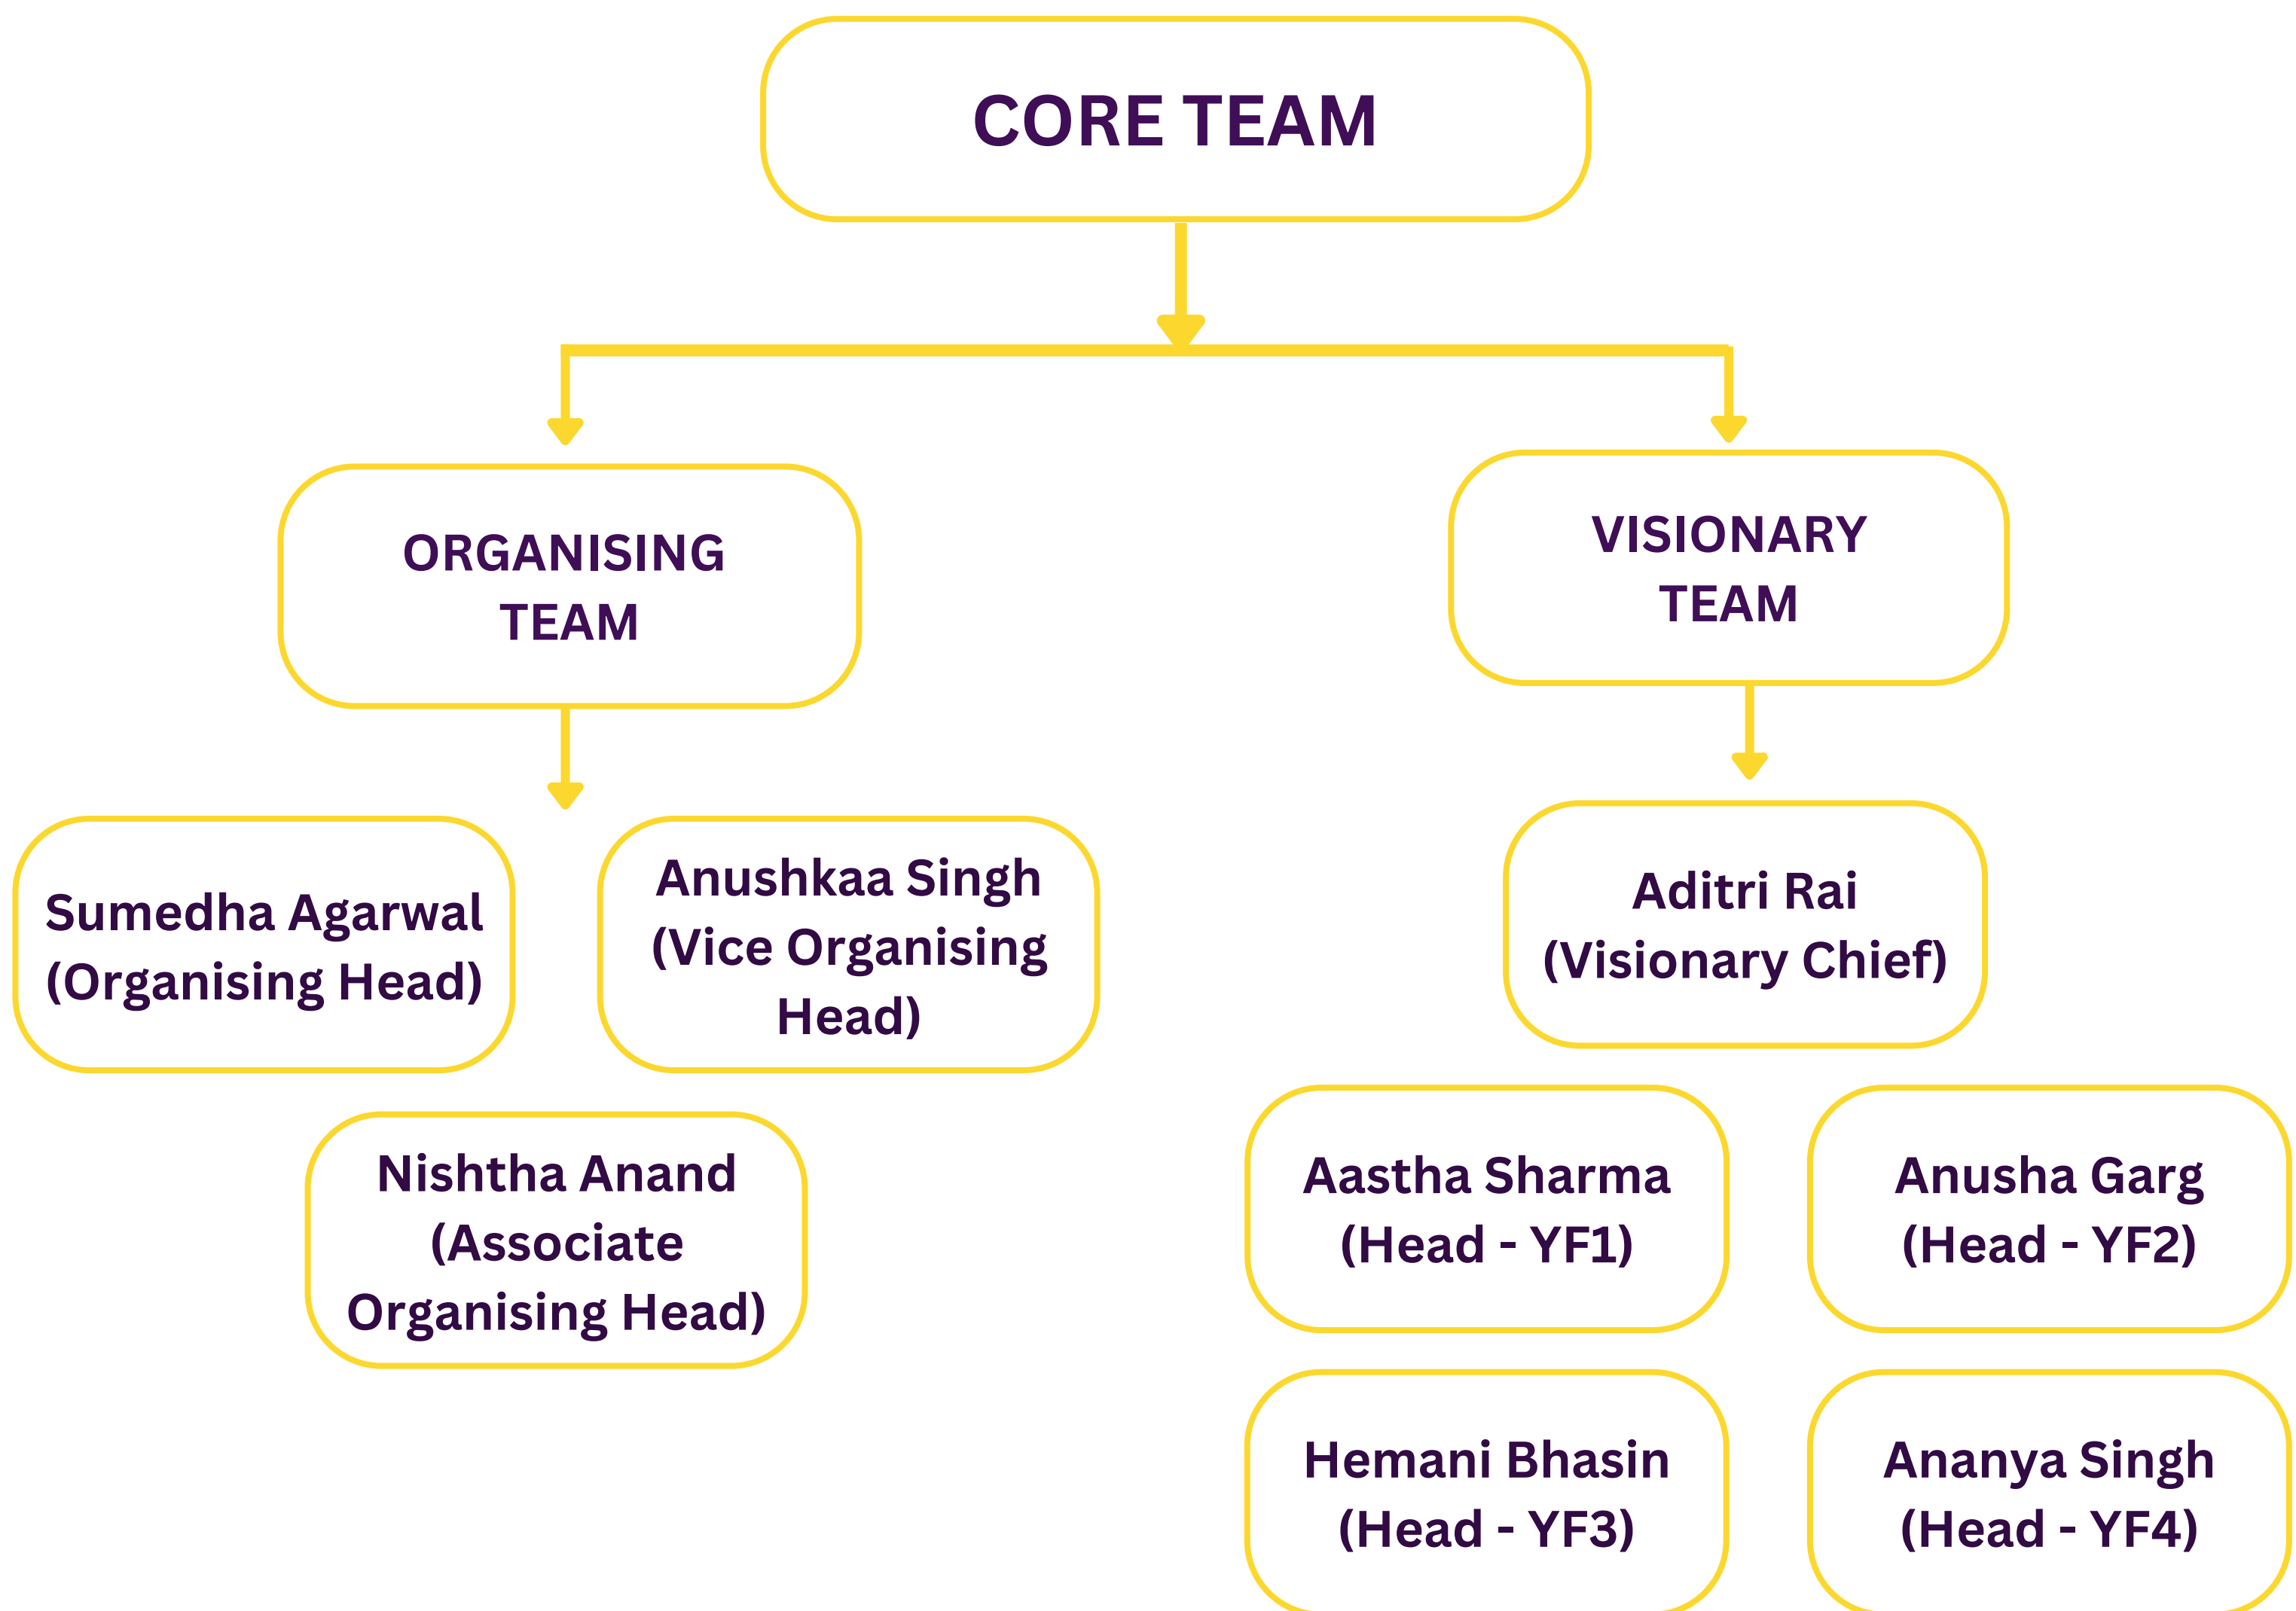 CORE TEAM
ORGANISING
TEAM
VISIONARY
TEAM
Sumedha Agarwal
(Organising Head)
Anushkaa Singh
(Vice Organising
Head)
Nishtha Anand
(Associate
Organising Head)
Aditri Rai
(Visionary Chief)
Aastha Sharma
(Head - YF1)
Anusha Garg
(Head - YF2)
Hemani Bhasin
(Head - YF3)
Ananya Singh
(Head - YF4)